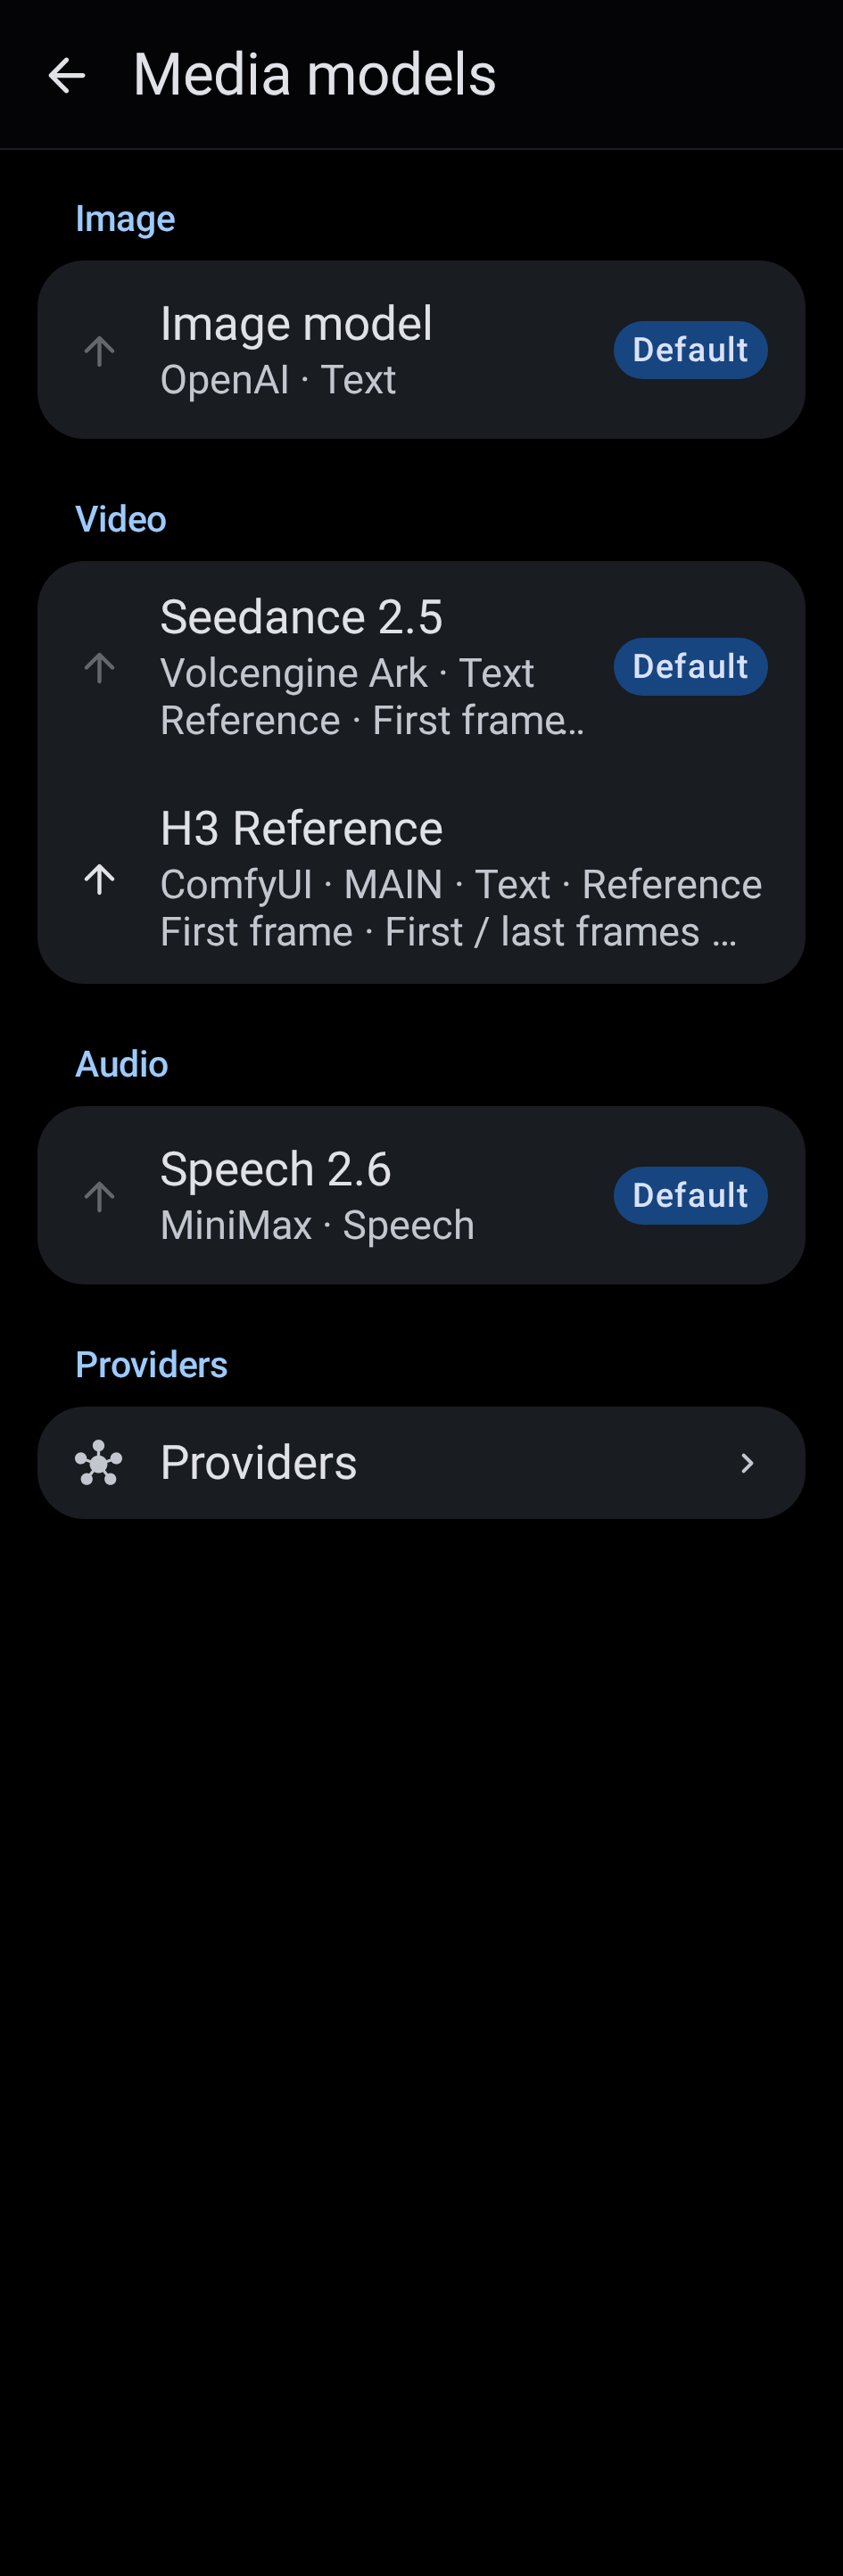 Media models
Image
Image model
OpenAI · Text
Default
Video
Seedance 2.5
Volcengine Ark · Text
Reference · First frame…
Default
H3 Reference
ComfyUI · MAIN · Text · Reference
First frame · First / last frames …
Audio
Speech 2.6
MiniMax · Speech
Default
Providers
Providers